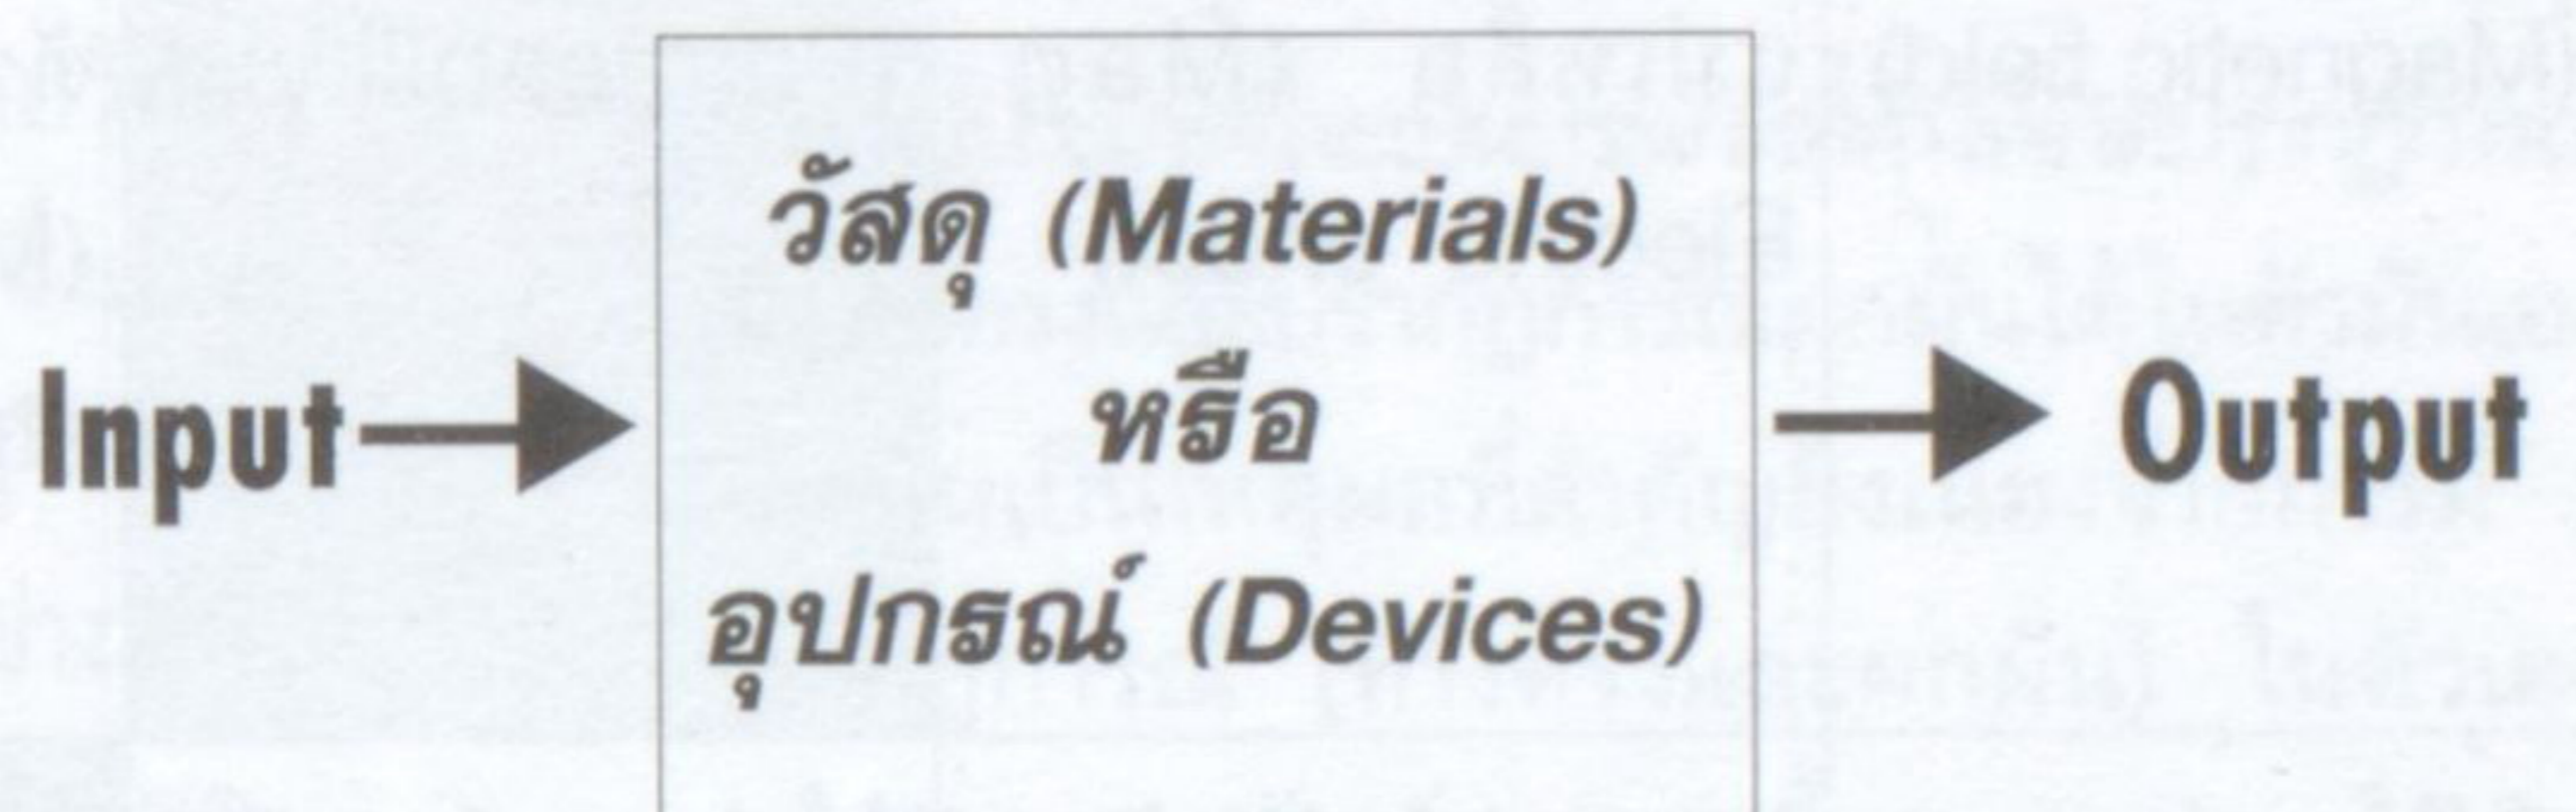 วัสดุ (Materials)
หรือ
Input
Output
อุปกรณ์ (Devices)